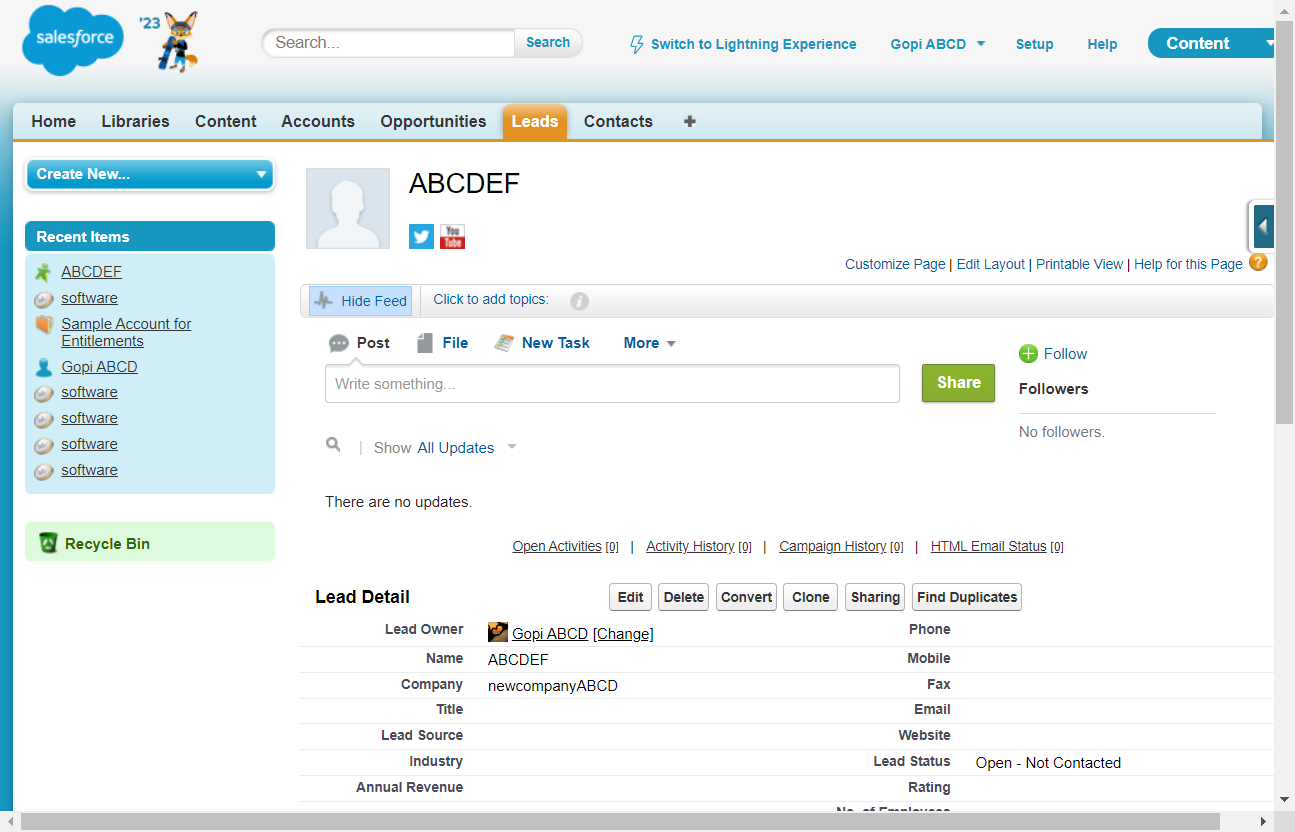 salesforce
'23
Search...
Search
Switch to Lightning Experience
Gopi ABCD
Setup
Help
Content
Home
Libraries
Content
Accounts
Opportunities
Leads
Contacts
+
Create New...
Recent Items
ABCDEF
software
Sample Account for
Entitlements
Gopi ABCD
software
software
software
software
Recycle Bin
ABCDEF
You
Tube
Customize Page | Edit Layout | Printable View | Help for this Page ?
Hide Feed
Click to add topics:
i
Post
File
New Task
More
Write something...
Share
Follow
Followers
No followers.
| Show All Updates
There are no updates.
Open Activities [0] | Activity History [0] | Campaign History [0] | HTML Email Status [0]
Lead Detail
Edit
Delete
Convert
Clone
Sharing
Find Duplicates
Lead Owner Gopi ABCD [Change] Phone
Name ABCDEF Mobile
Company newcompanyABCD Fax
Title Email
Lead Source Website
Industry Lead Status Open - Not Contacted
Annual Revenue Rating
No. of Employees